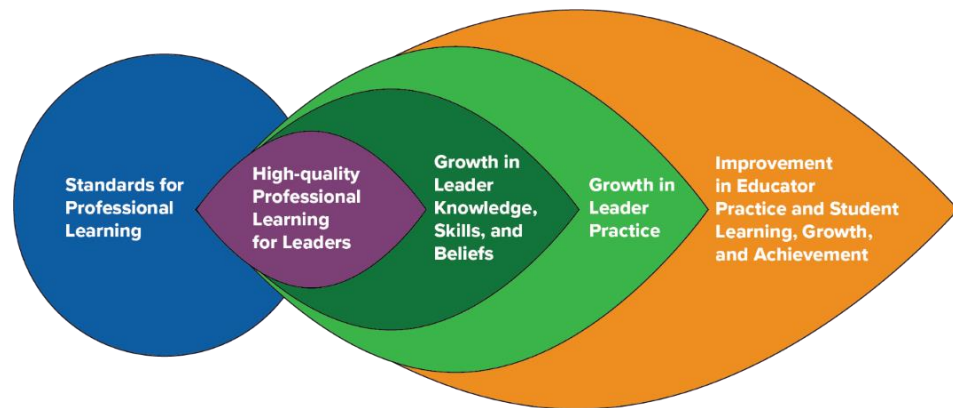 Standards for
Professional
Learning
High-quality
Professional
Learning
for Leaders
Growth in
Leader
Knowledge,
Skills, and
Beliefs
Growth in
Leader
Practice
Improvement
in Educator
Practice and Student
Learning, Growth,
and Achievement